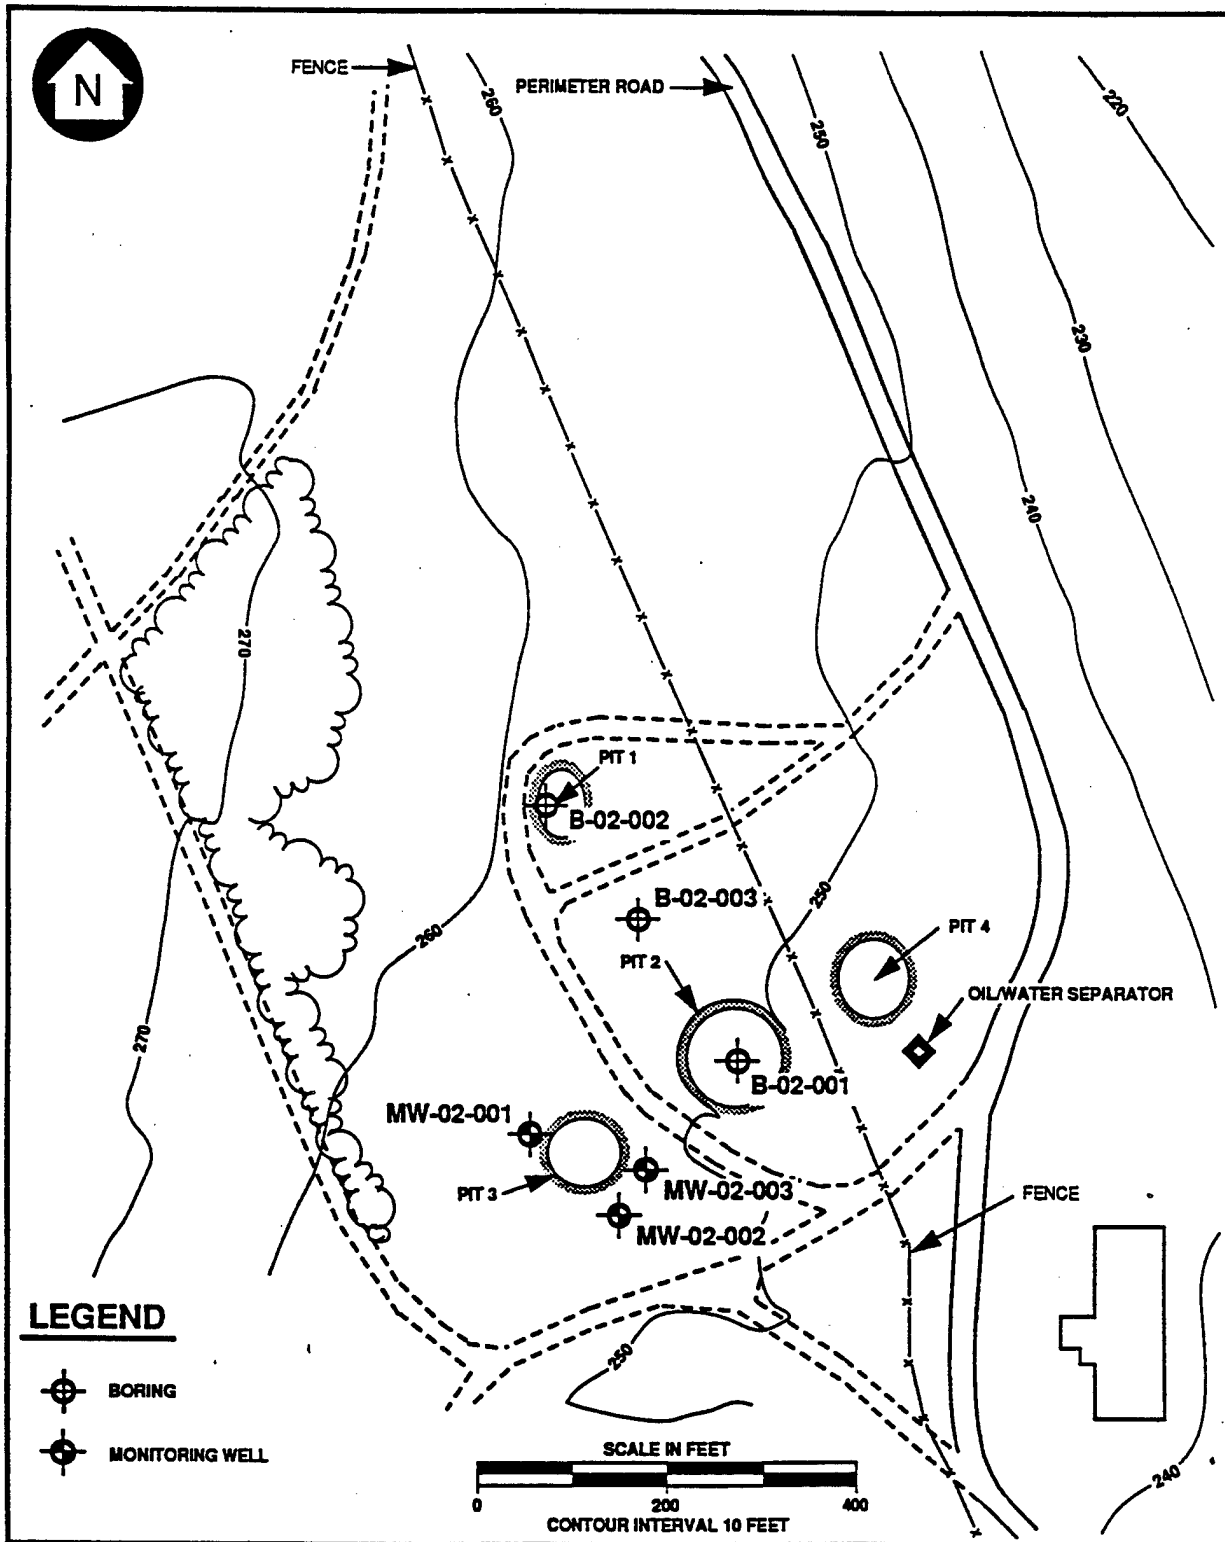 N
FENCE
PERIMETER ROAD
260
250
220
230
240
270
PIT 1
B-02-002
B-02-003
250
260
PIT 2
PIT 4
OIL/WATER SEPARATOR
270
B-02-001
MW-02-001
PIT 3
MW-02-003
MW-02-002
FENCE
LEGEND
BORING
MONITORING WELL
250
240
SCALE IN FEET
0 200 400
CONTOUR INTERVAL 10 FEET